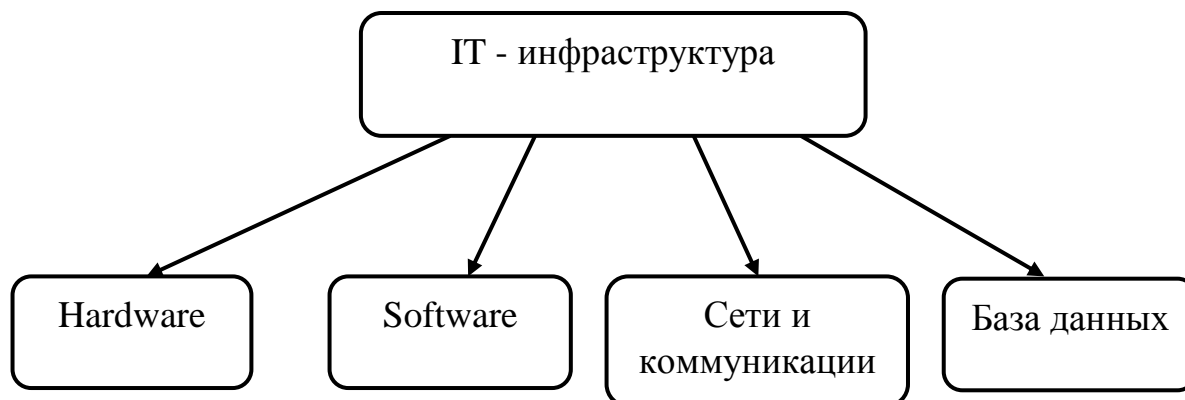 IT - инфраструктура
Hardware
Software
Сети и
коммуникации
База данных